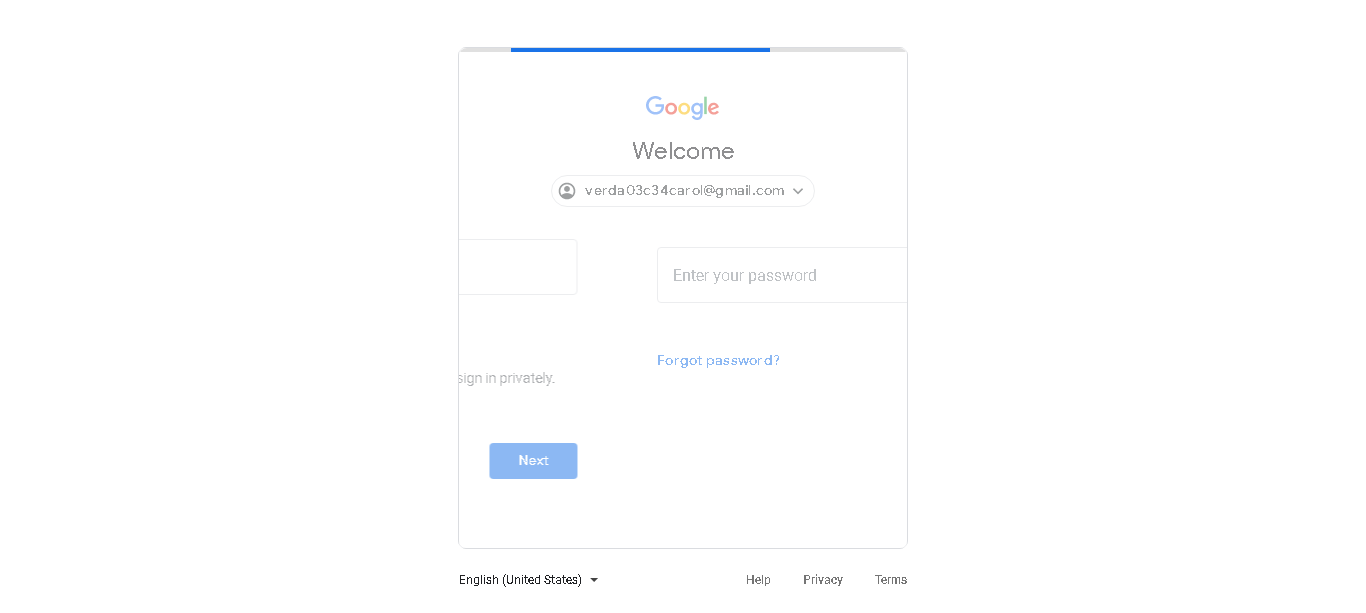 Google
Welcome
verda03c34carol@gmail.com
Enter your password
Forgot password?
sign in privately.
Next
English (United States)
Help
Privacy
Terms